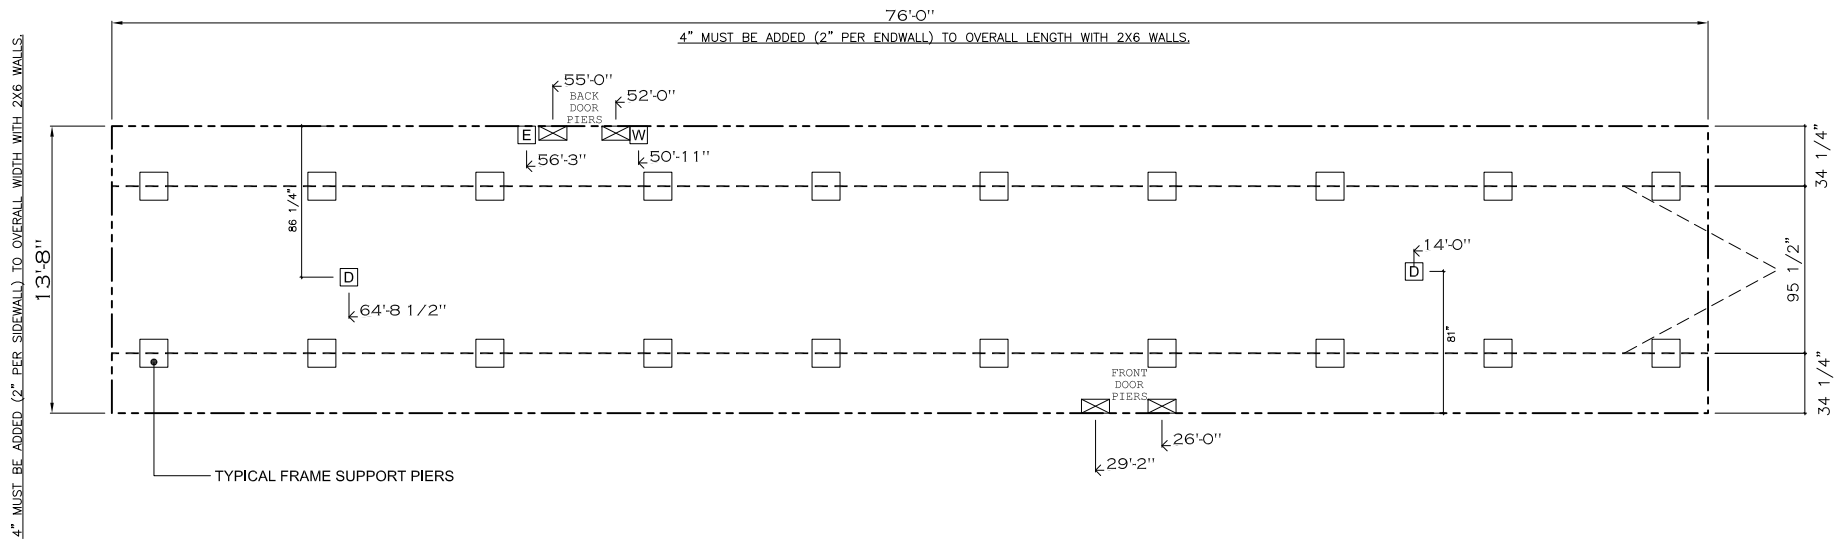 76'-0"
4" MUST BE ADDED (2" PER ENDWALL) TO OVERALL LENGTH WITH 2X6 WALLS.
4" MUST BE ADDED (2" PER SIDEWALL) TO OVERALL WIDTH WITH 2X6 WALLS.
13'-8"
55'-0"
BACK
DOOR
PIERS
52'-0"
E
W
56'-3"
50'-11"
34 1/4"
86 1/4"
D
64'-8 1/2"
14'-0"
D
95 1/2"
81"
FRONT
DOOR
PIERS
34 1/4"
26'-0"
29'-2"
TYPICAL FRAME SUPPORT PIERS